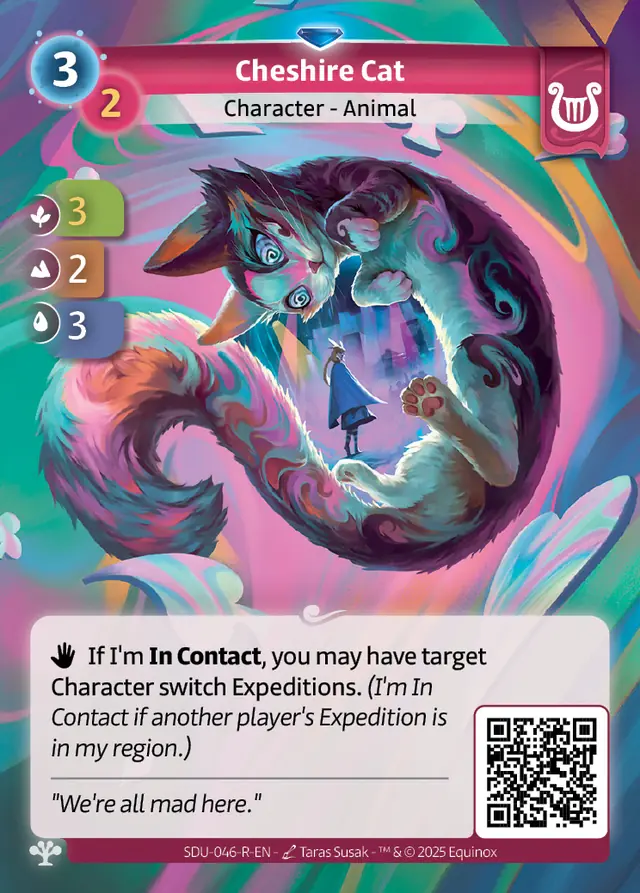 3
Cheshire Cat
2
Character - Animal
3
2
3
If I'm In Contact, you may have target
Character switch Expeditions. (I'm In
Contact if another player's Expedition is
in my region.)
"We're all mad here."
SDU-046-R-EN - Taras Susak - ™ & © 2025 Equinox